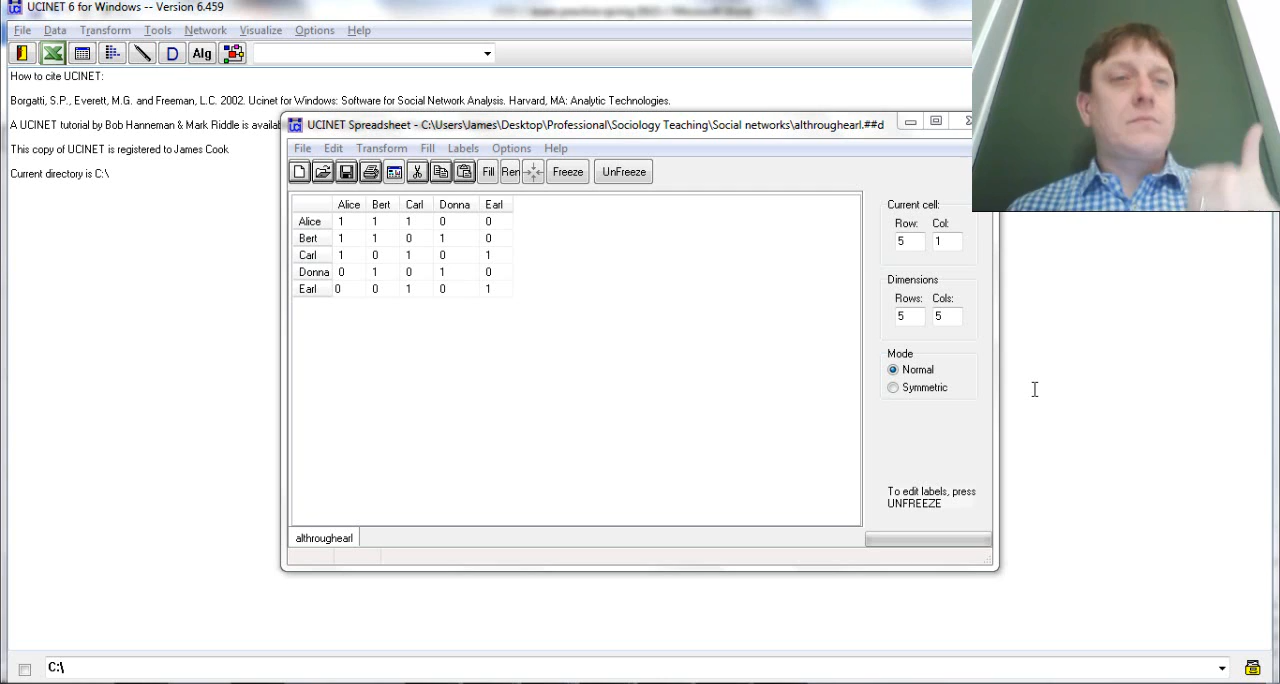 UCINET 6 for Windows -- Version 6.459
File Data Transform Tools Network Visualize Options Help
D Alg
How to cite UCINET:
Borgatti, S.P., Everett, M.G. and Freeman, L.C. 2002. Ucinet for Windows: Software for Social Network Analysis. Harvard, MA: Analytic Technologies.
A UCINET tutorial by Bob Hanneman & Mark Riddle is availa
This copy of UCINET is registered to James Cook
Current directory is C:\
UCINET Spreadsheet - C:\Users\James\Desktop\Professional\Sociology Teaching\Social networks\althroughearl.##d
File Edit Transform Fill Labels Options Help
Fill Ren Freeze UnFreeze
Alice Bert Carl Donna Earl
Alice 1 1 1 0 0
Bert 1 1 0 1 0
Carl 1 0 1 0 1
Donna 0 1 0 1 0
Earl 0 0 1 0 1
Current cell:
Row: Col:
5 1
Dimensions
Rows: Cols:
5 5
Mode
Normal
Symmetric
To edit labels, press
UNFREEZE
althroughearl
C:\